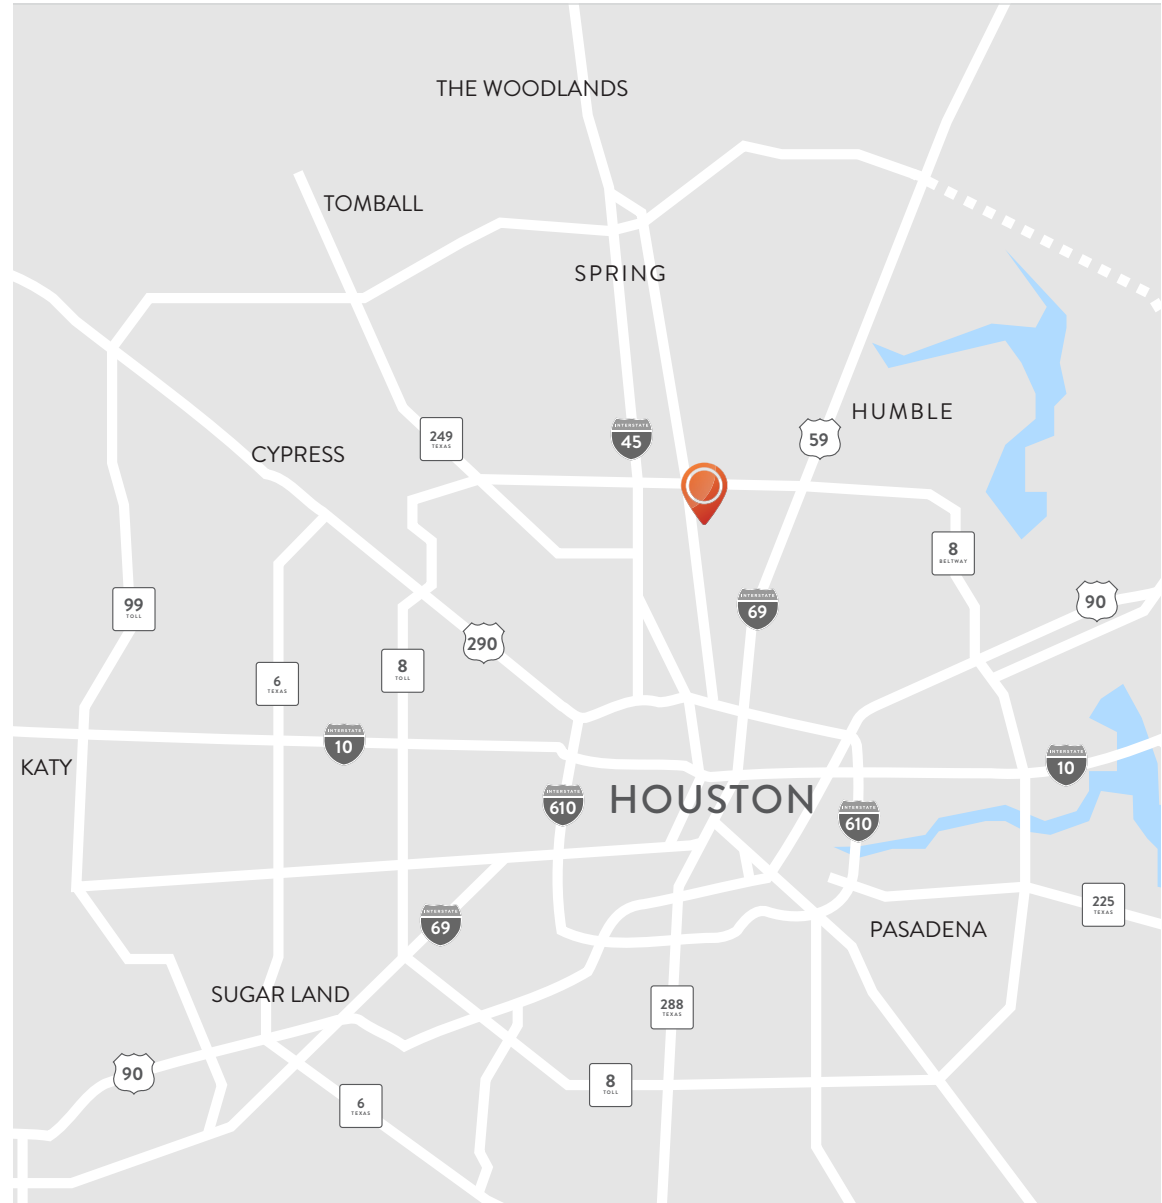 THE WOODLANDS
TOMBALL
SPRING
HUMBLE
249
TEXAS
INTERSTATE
45
59
CYPRESS
8
BELTWAY
99
TOLL
INTERSTATE
69
90
290
6
TEXAS
8
TOLL
INTERSTATE
10
KATY
INTERSTATE
10
INTERSTATE
610
HOUSTON
INTERSTATE
610
225
TEXAS
INTERSTATE
69
PASADENA
SUGAR LAND
288
TEXAS
90
8
TOLL
6
TEXAS